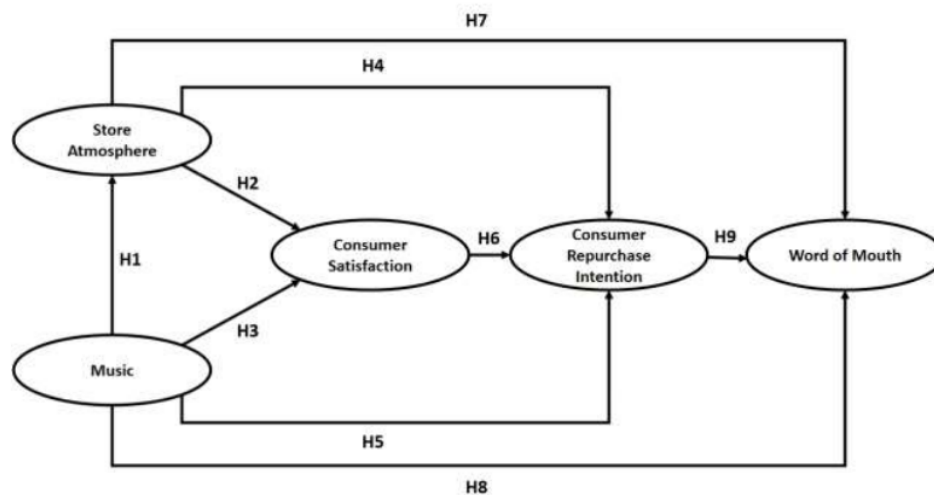 H7
H4
Store
Atmosphere
H2
H1
Consumer
Satisfaction
H6
Consumer
Repurchase
Intention
H9
Word of Mouth
H3
Music
H5
H8